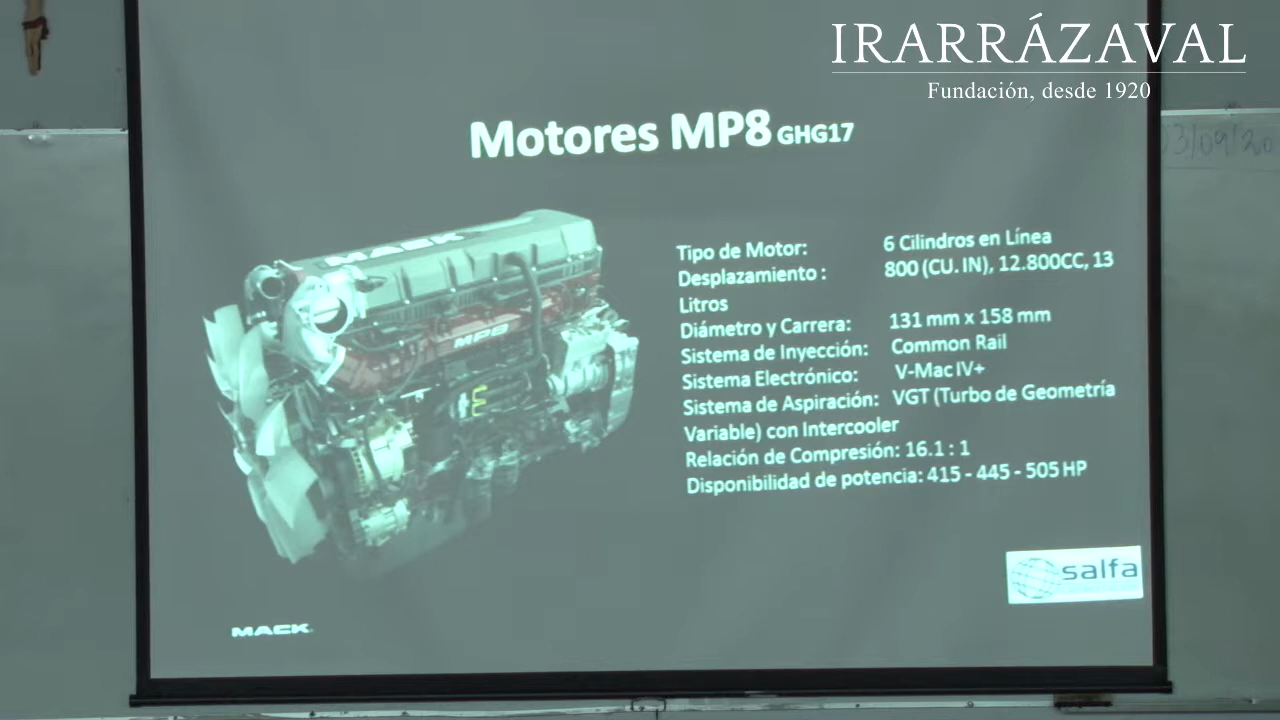 IRARRÁZAVAL
Fundación, desde 1920
Motores MP8 GHG17
MACK
MP8
Tipo de Motor: 6 Cilindros en Línea
Desplazamiento : 800 (CU. IN), 12.800CC, 13
Litros
Diámetro y Carrera: 131 mm x 158 mm
Sistema de Inyección: Common Rail
Sistema Electrónico: V-Mac IV+
Sistema de Aspiración: VGT (Turbo de Geometría
Variable) con Intercooler
Relación de Compresión: 16.1 : 1
Disponibilidad de potencia: 415 - 445 - 505 HP
salfa
MACK